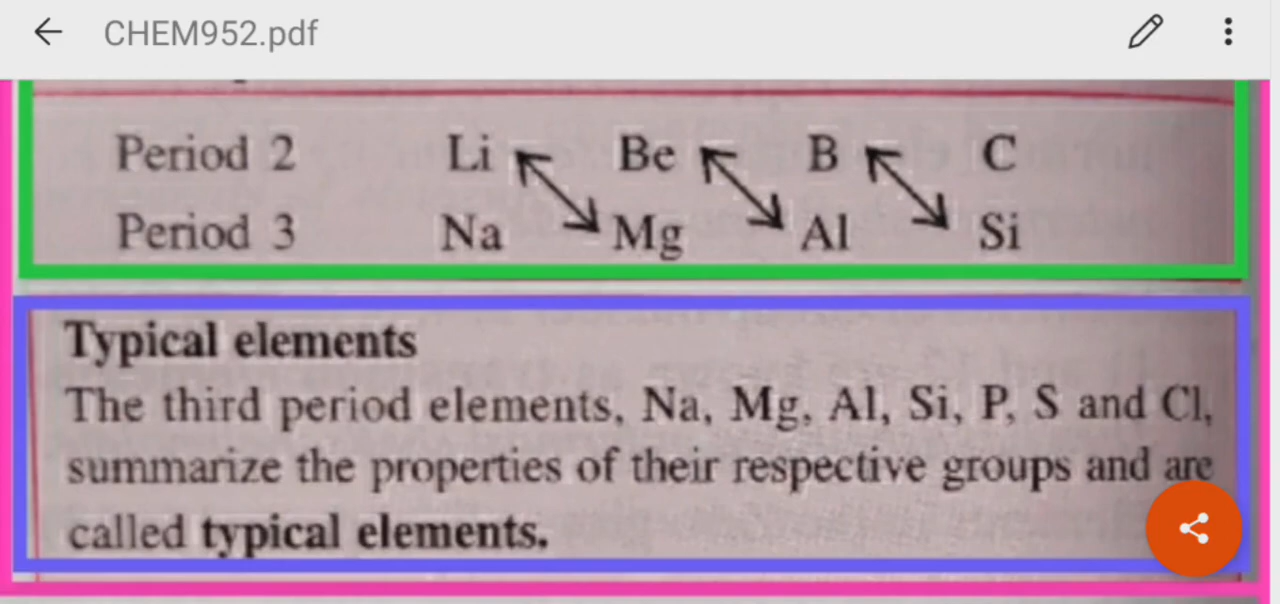 CHEM952.pdf
Period 2 Li Be B C
Period 3 Na Mg Al Si
Typical elements
The third period elements, Na, Mg, Al, Si, P, S and Cl,
summarize the properties of their respective groups and are
called typical elements.